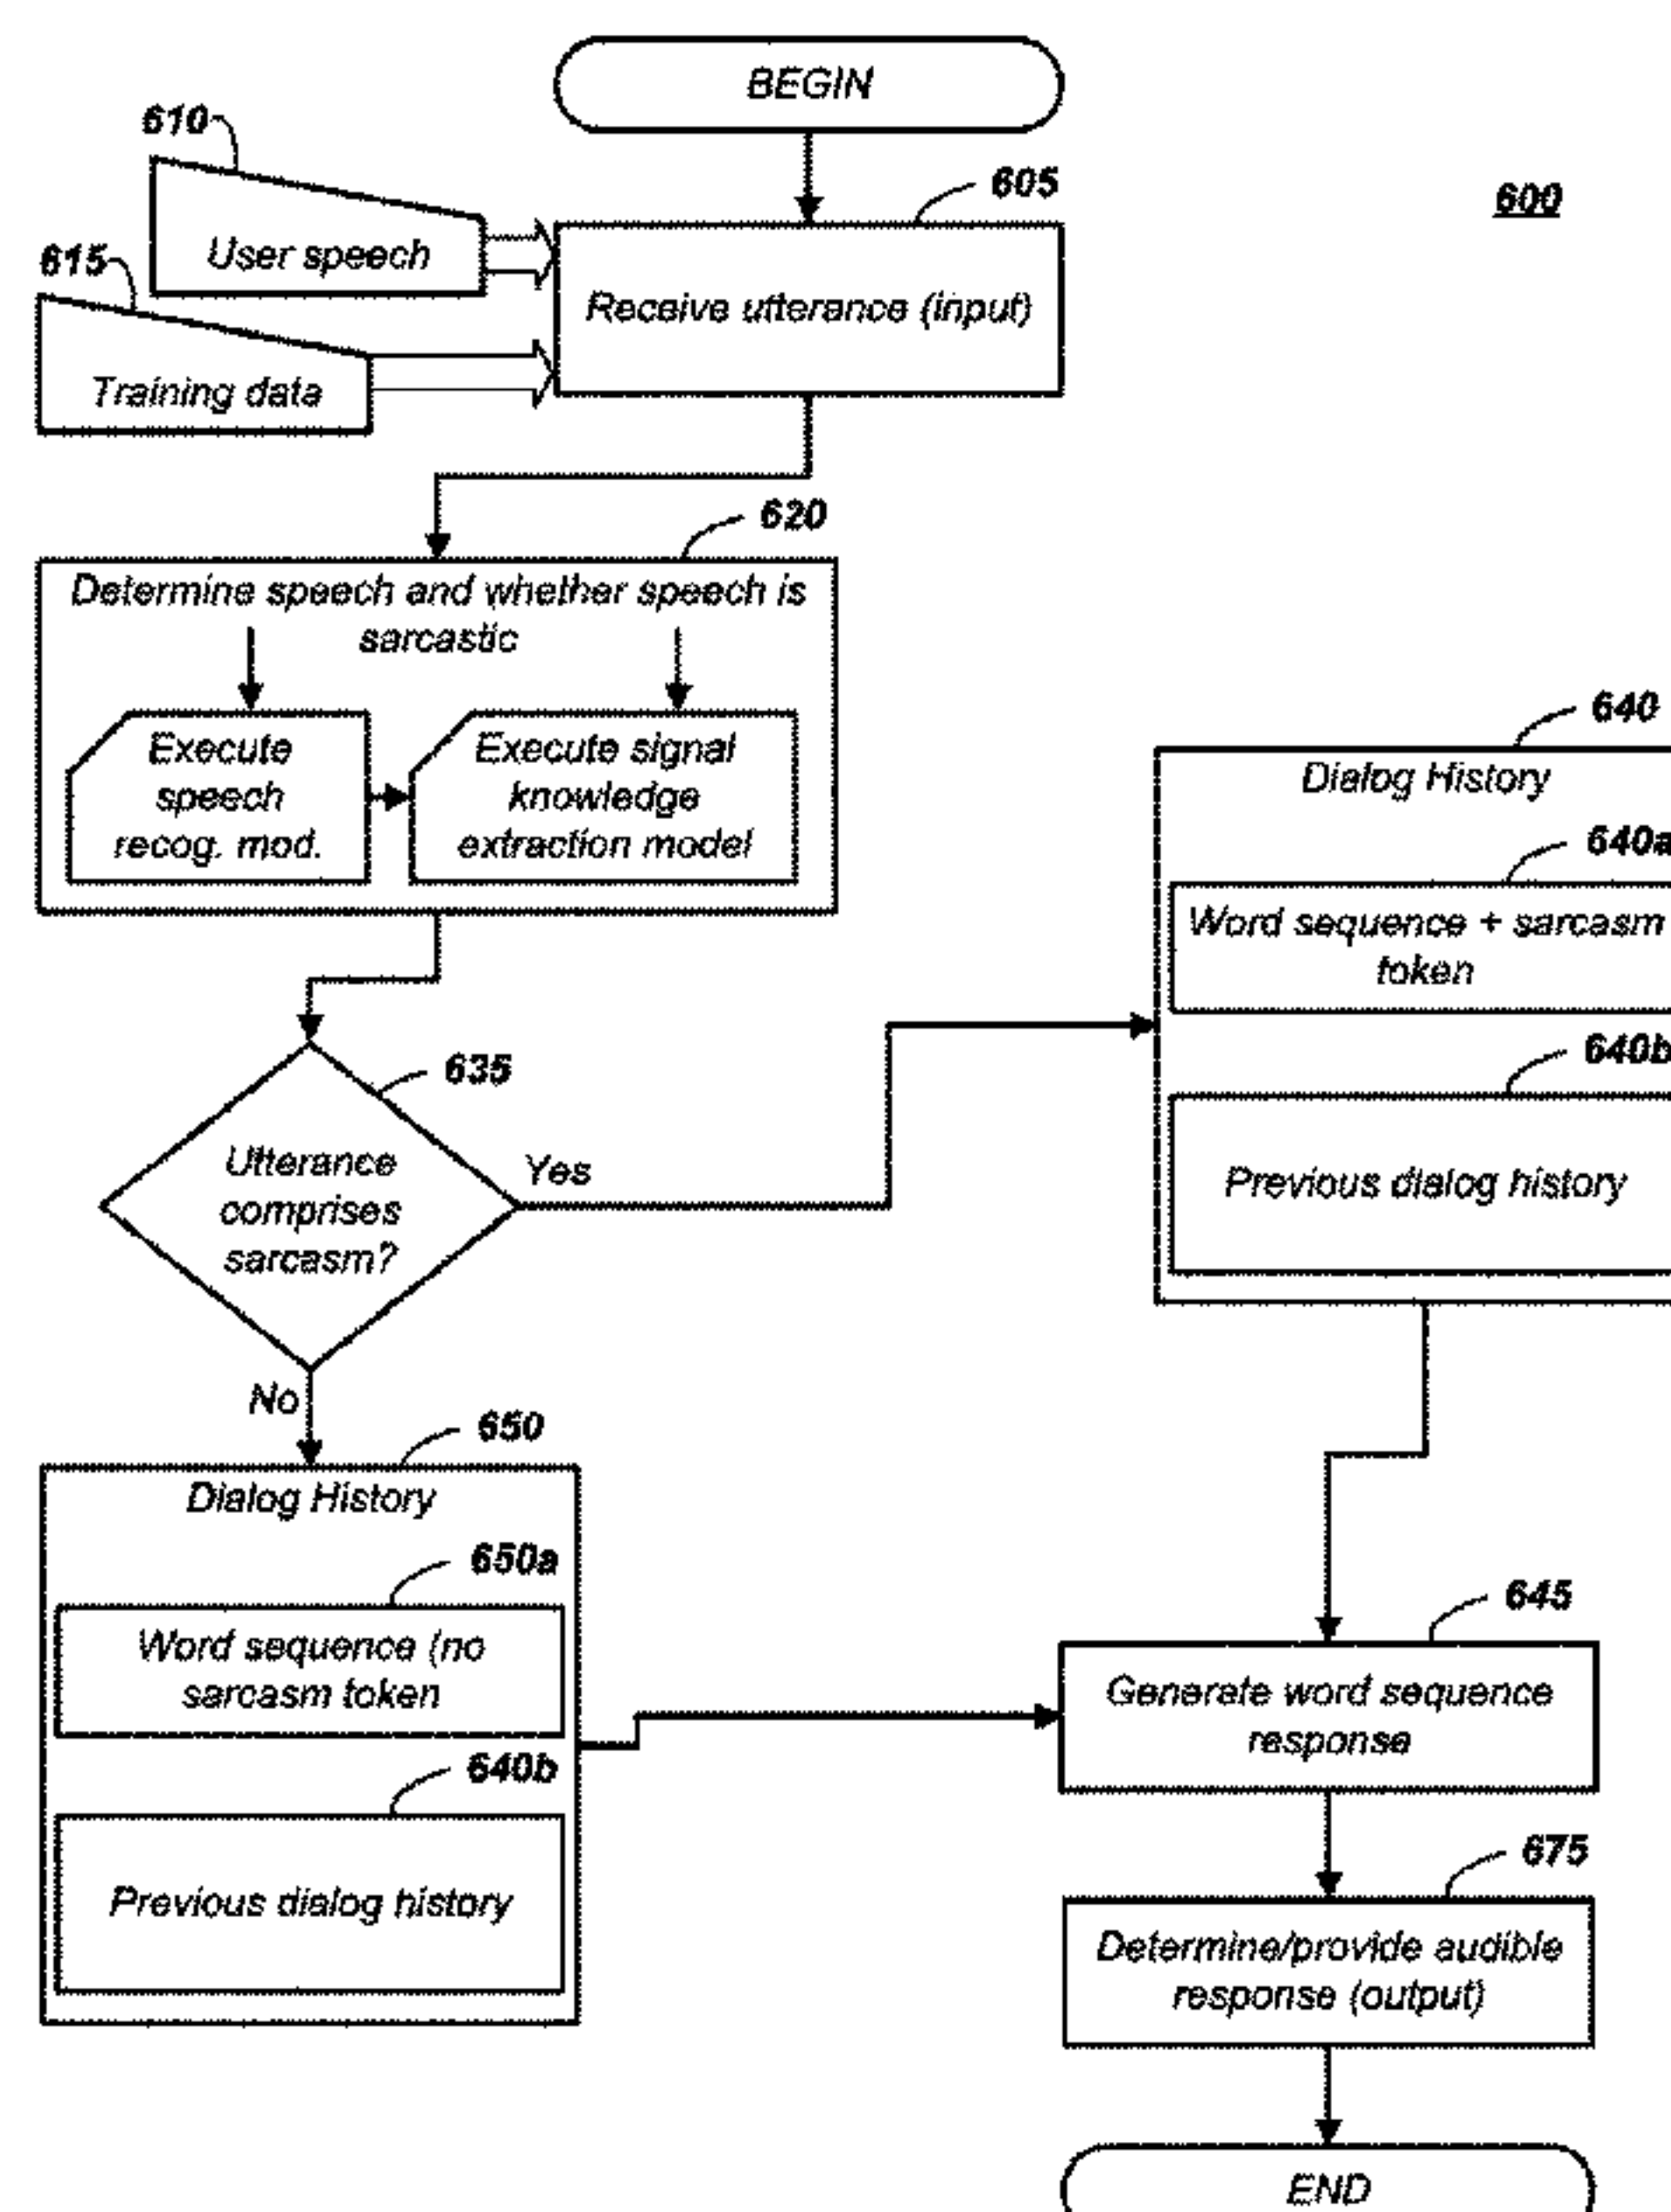 BEGIN
610
605
600
User speech
615
Receive utterance (input)
Training data
620
Determine speech and whether speech is
sarcastic
Execute
speech
recog. mod.
Execute signal
knowledge
extraction model
640
Dialog History
640a
Word sequence + sarcasm
token
640b
Previous dialog history
635
Utterance
comprises
sarcasm?
Yes
No
650
Dialog History
650a
Word sequence (no
sarcasm token
640b
Previous dialog history
645
Generate word sequence
response
675
Determine/provide audible
response (output)
END